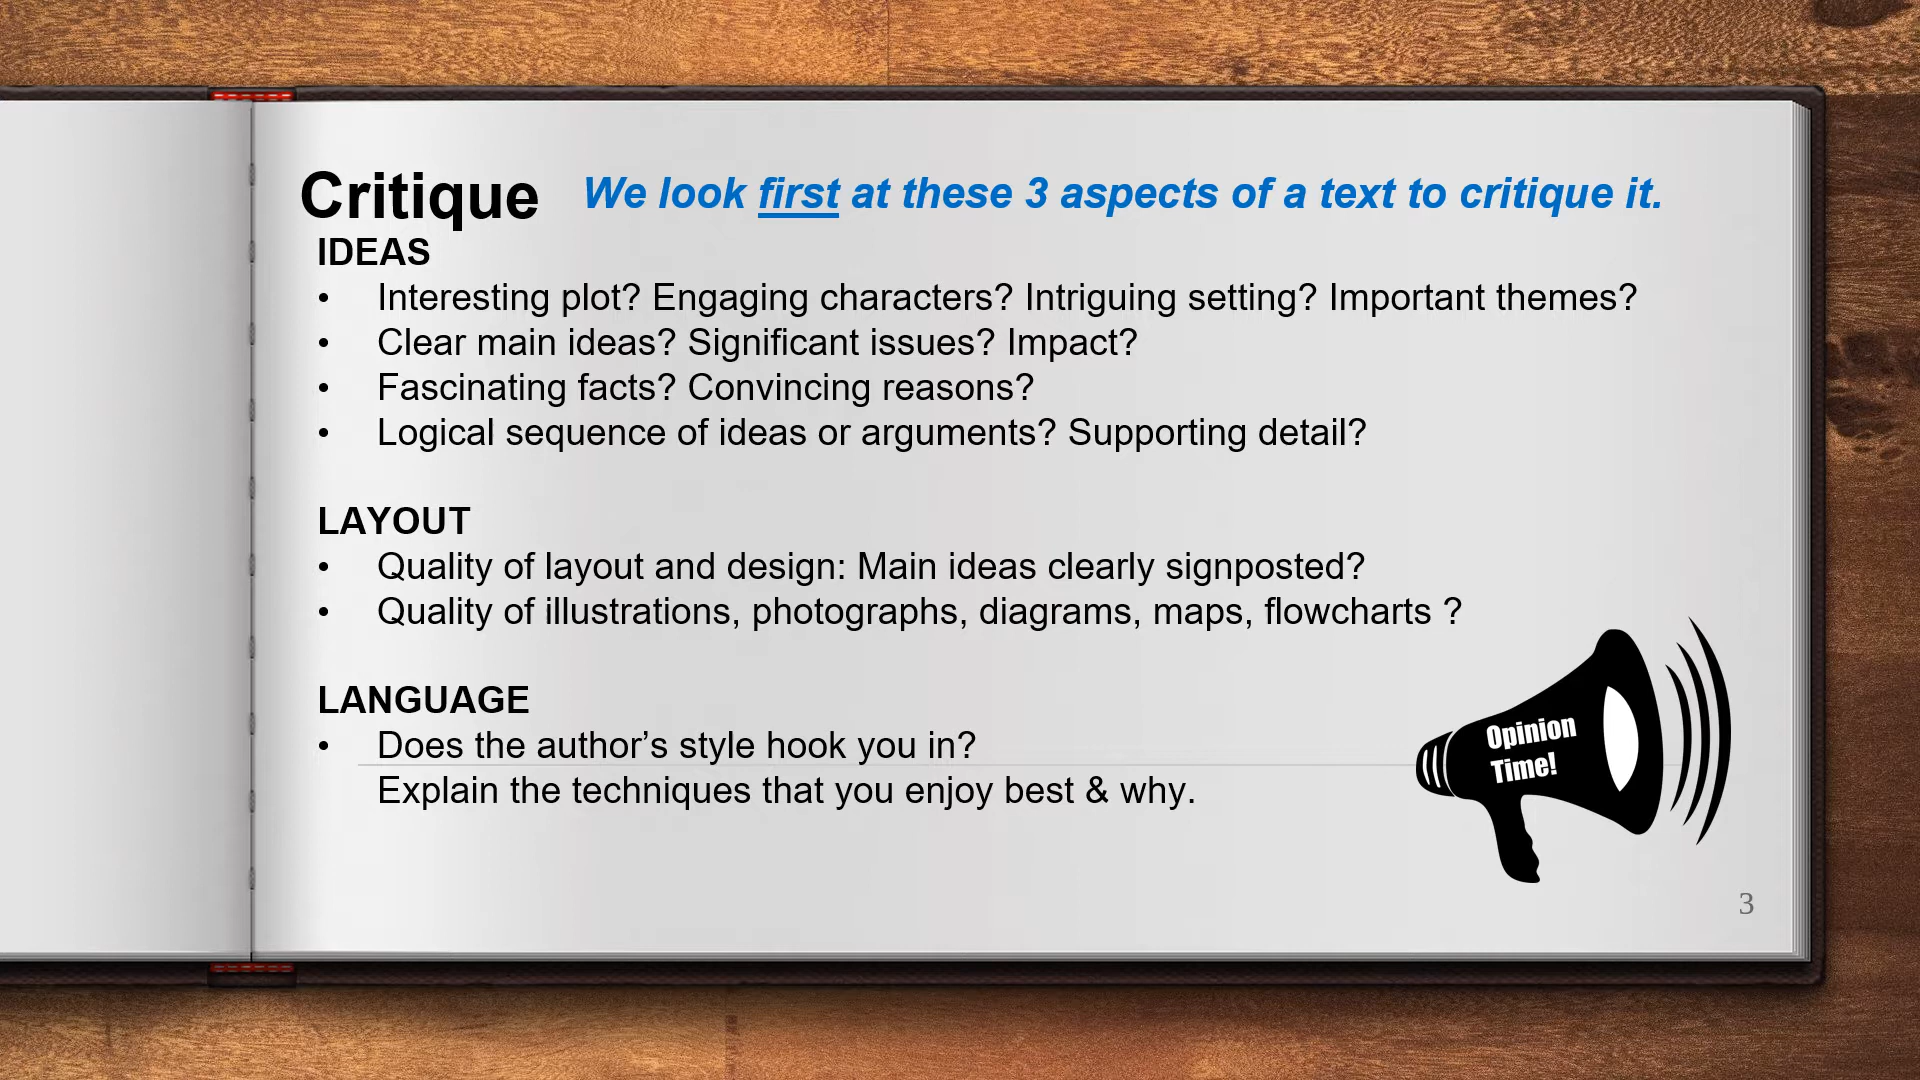 Critique We look first at these 3 aspects of a text to critique it.
IDEAS
• Interesting plot? Engaging characters? Intriguing setting? Important themes?
• Clear main ideas? Significant issues? Impact?
• Fascinating facts? Convincing reasons?
• Logical sequence of ideas or arguments? Supporting detail?
LAYOUT
• Quality of layout and design: Main ideas clearly signposted?
• Quality of illustrations, photographs, diagrams, maps, flowcharts ?
LANGUAGE
• Does the author’s style hook you in?
Explain the techniques that you enjoy best & why.
Opinion
Time!
3